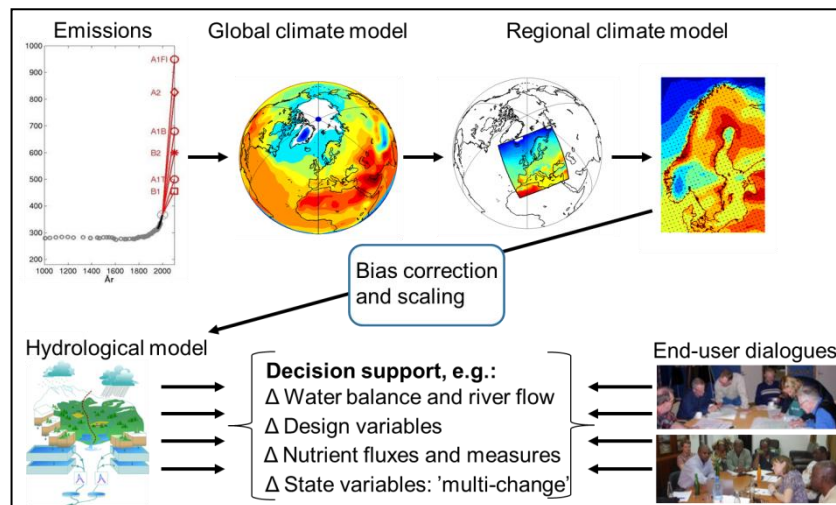 Emissions
Global climate model
Regional climate model
1000
900
800
700
600
500
400
300
200
A1FI
A2
A1B
B2
A1T
B1
1000 1200 1400 1600 1800 2000
År
Bias correction
and scaling
Hydrological model
Decision support, e.g.:
Δ Water balance and river flow
Δ Design variables
Δ Nutrient fluxes and measures
Δ State variables: ’multi-change’
End-user dialogues